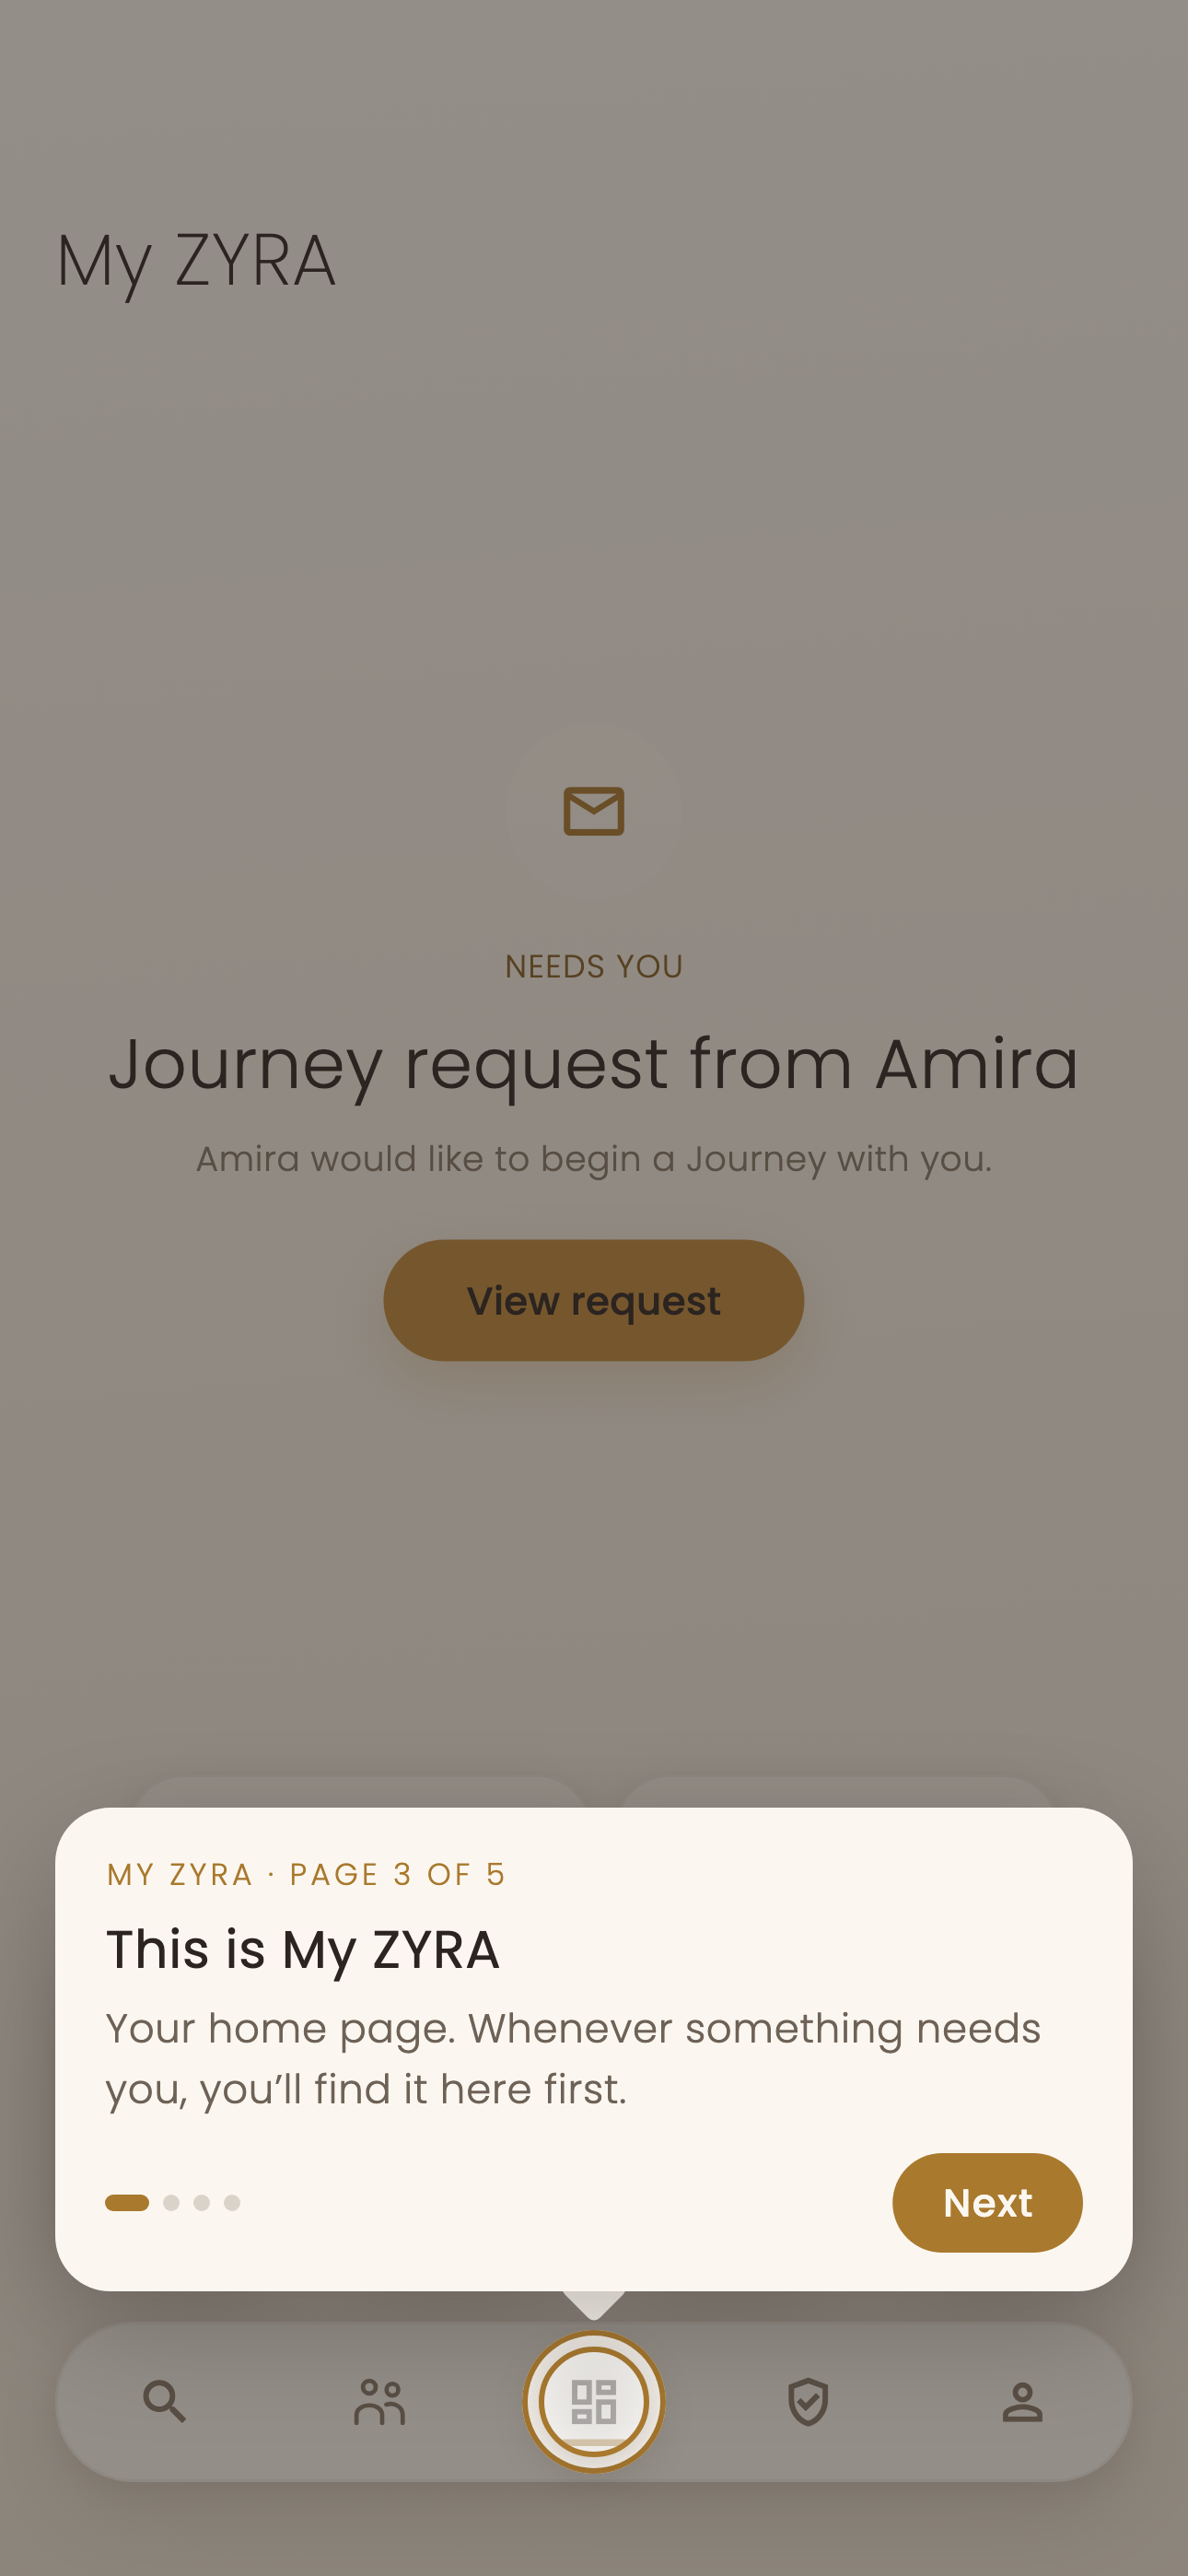 My ZYRA
NEEDS YOU
Journey request from Amira
Amira would like to begin a Journey with you.
View request
MY ZYRA · PAGE 3 OF 5
This is My ZYRA
Your home page. Whenever something needs
you, you’ll find it here first.
Next